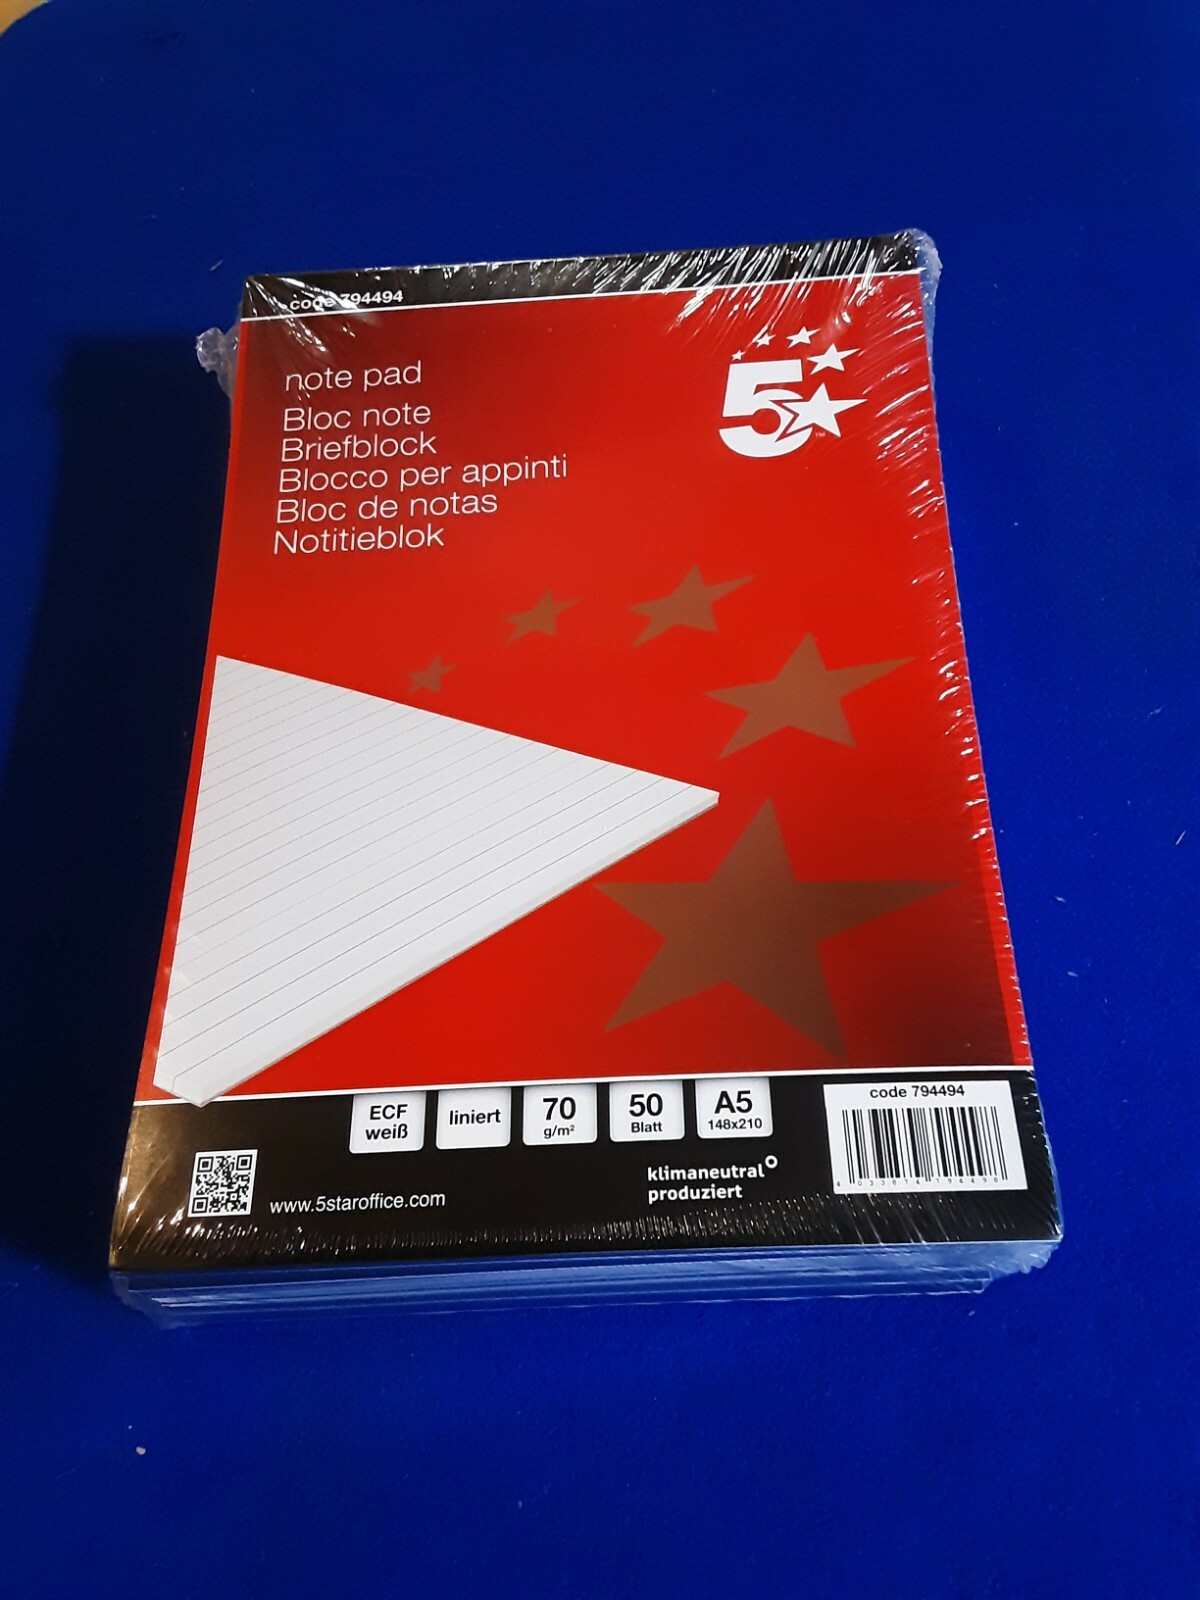 code 794494
5
TM
note pad
Bloc note
Briefblock
Blocco per appinti
Bloc de notas
Notitieblok
ECF
weiß
liniert
70
g/m²
50
Blatt
A5
148x210
code 794494
www.5staroffice.com
klimaneutral
produziert